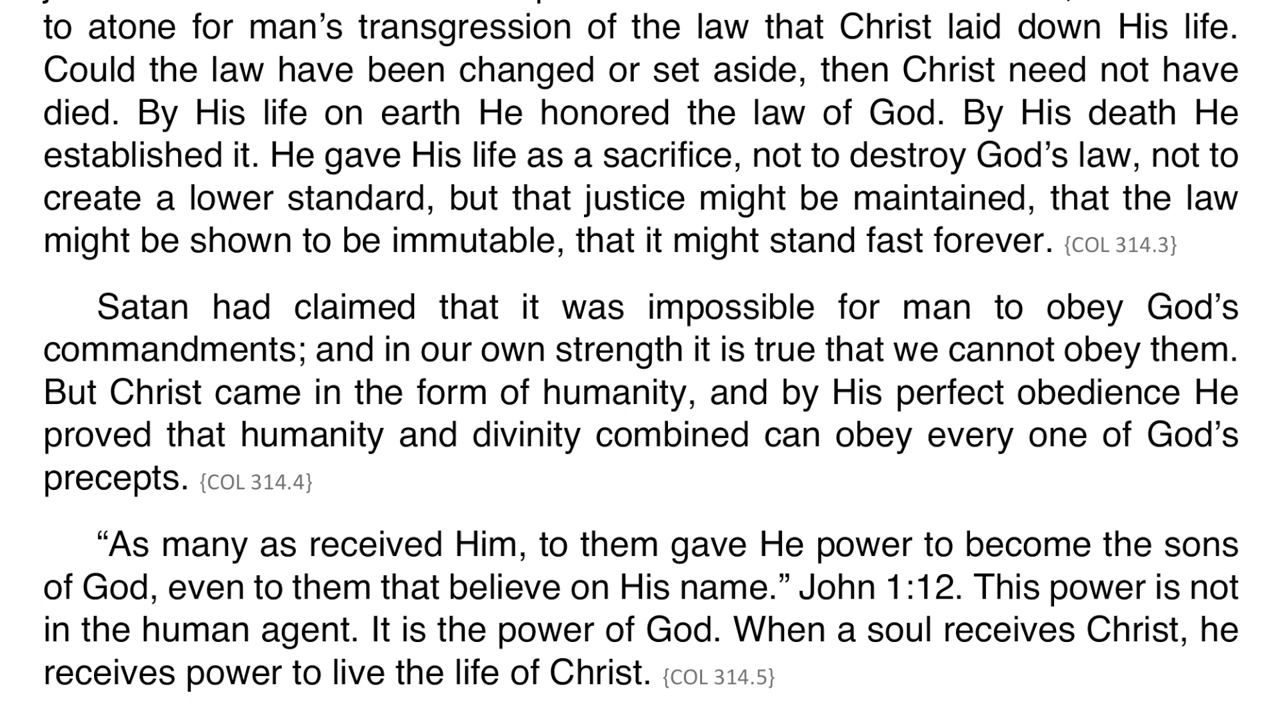 to atone for man’s transgression of the law that Christ laid down His life.
Could the law have been changed or set aside, then Christ need not have
died. By His life on earth He honored the law of God. By His death He
established it. He gave His life as a sacrifice, not to destroy God’s law, not to
create a lower standard, but that justice might be maintained, that the law
might be shown to be immutable, that it might stand fast forever. {COL 314.3}
Satan had claimed that it was impossible for man to obey God’s
commandments; and in our own strength it is true that we cannot obey them.
But Christ came in the form of humanity, and by His perfect obedience He
proved that humanity and divinity combined can obey every one of God’s
precepts. {COL 314.4}
“As many as received Him, to them gave He power to become the sons
of God, even to them that believe on His name.” John 1:12. This power is not
in the human agent. It is the power of God. When a soul receives Christ, he
receives power to live the life of Christ. {COL 314.5}